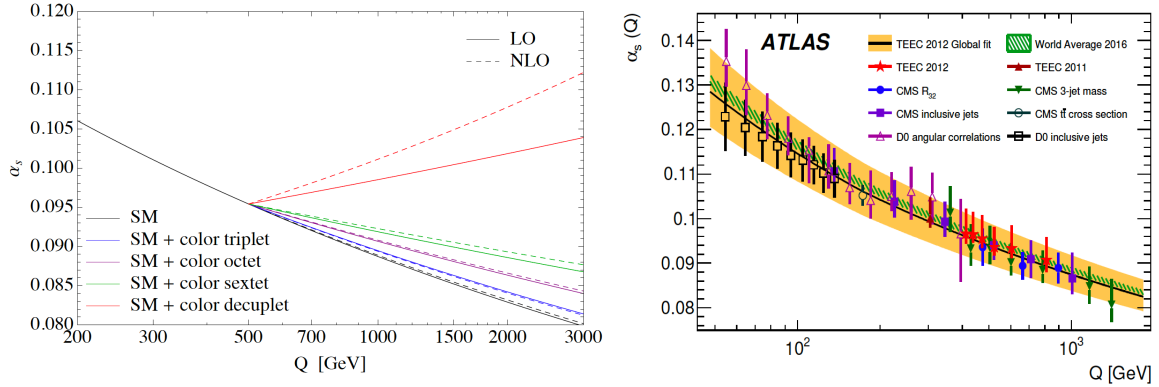 0.120
0.115
0.110
0.105
0.100
0.095
0.090
0.085
0.080
α_s
LO
NLO
SM
SM + color triplet
SM + color octet
SM + color sextet
SM + color decuplet
200 300 500 700 1000 1500 2000 3000
Q [GeV]
α_s (Q)
0.14
0.13
0.12
0.11
0.1
0.09
0.08
ATLAS
TEEC 2012 Global fit World Average 2016
TEEC 2012 TEEC 2011
CMS R_32 CMS 3-jet mass
CMS inclusive jets CMS tt̄ cross section
D0 angular correlations D0 inclusive jets
10² 10³
Q [GeV]